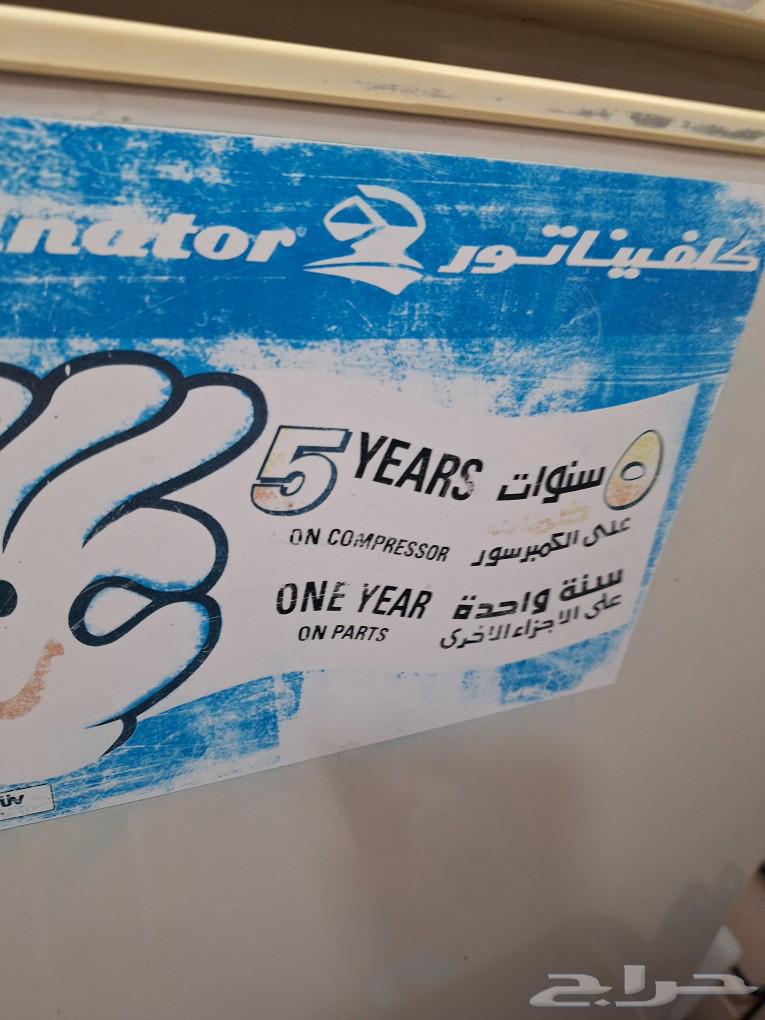 nator® كلفيناتور
5 YEARS ٥ سنوات
ON COMPRESSOR على الكمبرسور
ONE YEAR سنة واحدة
ON PARTS على الاجزاء الاخرى
TÜV
حراج